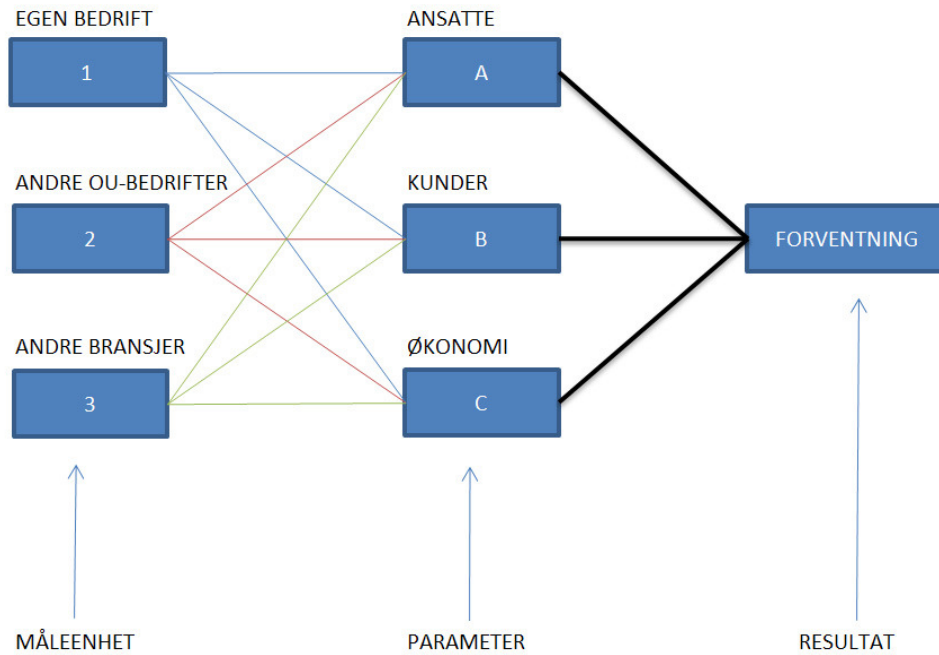 EGEN BEDRIFT
ANSATTE
1
A
ANDRE OU-BEDRIFTER
KUNDER
2
B
FORVENTNING
ANDRE BRANSJER
ØKONOMI
3
C
MÅLEENHET
PARAMETER
RESULTAT